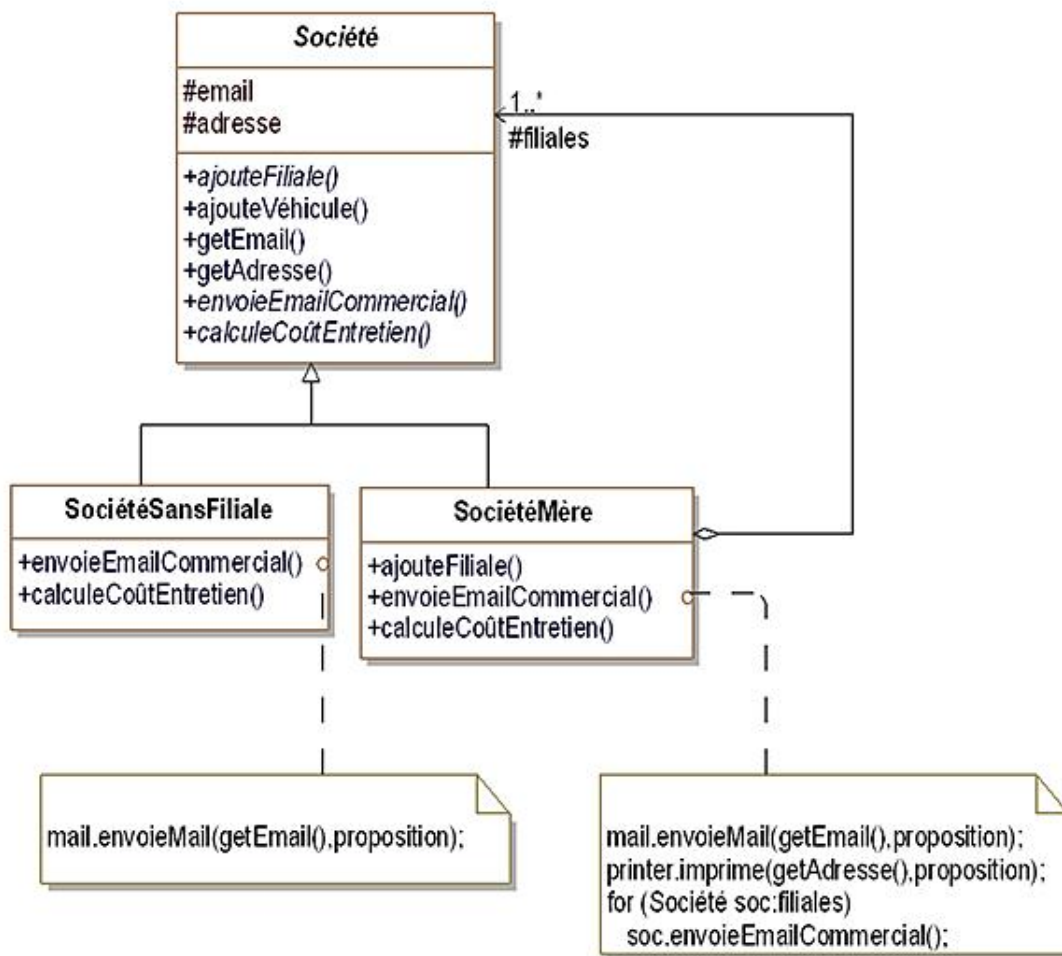 Société
#email
#adresse
1..*
#filiales
+ajouteFiliale()
+ajouteVéhicule()
+getEmail()
+getAdresse()
+envoieEmailCommercial()
+calculeCoûtEntretien()
SociétéSansFiliale
+envoieEmailCommercial()
+calculeCoûtEntretien()
SociétéMère
+ajouteFiliale()
+envoieEmailCommercial()
+calculeCoûtEntretien()
mail.envoieMail(getEmail(),proposition);
mail.envoieMail(getEmail(),proposition);
printer.imprime(getAdresse(),proposition);
for (Société soc:filiales)
soc.envoieEmailCommercial();